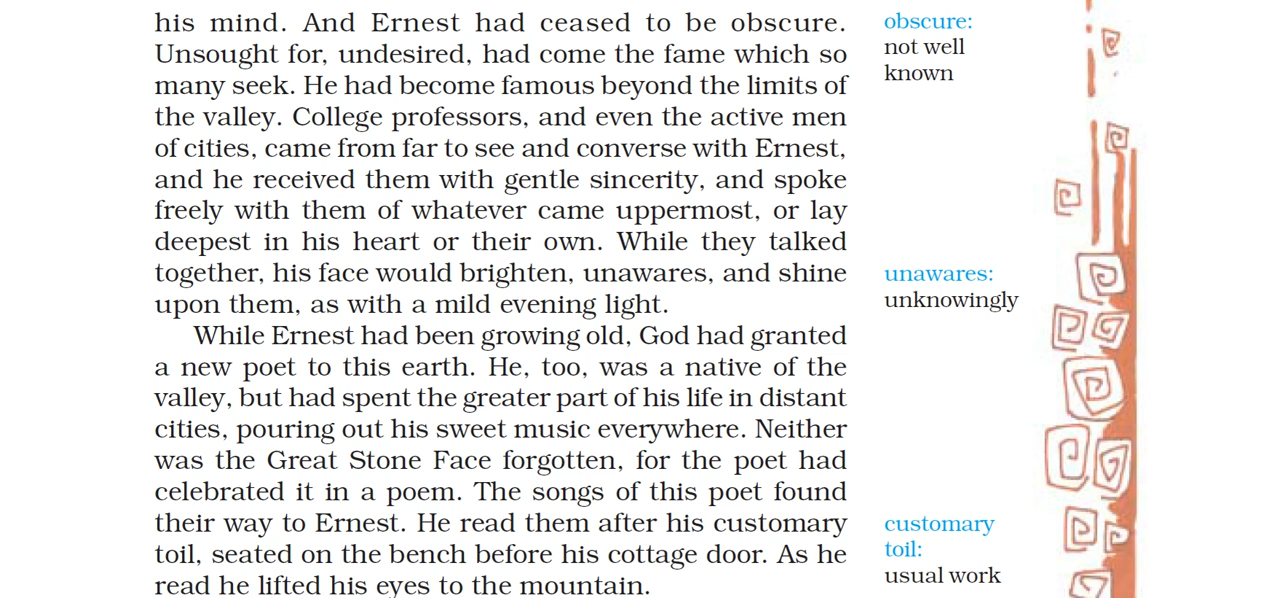 his mind. And Ernest had ceased to be obscure.
Unsought for, undesired, had come the fame which so
many seek. He had become famous beyond the limits of
the valley. College professors, and even the active men
of cities, came from far to see and converse with Ernest,
and he received them with gentle sincerity, and spoke
freely with them of whatever came uppermost, or lay
deepest in his heart or their own. While they talked
together, his face would brighten, unawares, and shine
upon them, as with a mild evening light.
While Ernest had been growing old, God had granted
a new poet to this earth. He, too, was a native of the
valley, but had spent the greater part of his life in distant
cities, pouring out his sweet music everywhere. Neither
was the Great Stone Face forgotten, for the poet had
celebrated it in a poem. The songs of this poet found
their way to Ernest. He read them after his customary
toil, seated on the bench before his cottage door. As he
read he lifted his eyes to the mountain.
obscure:
not well
known
unawares:
unknowingly
customary
toil:
usual work